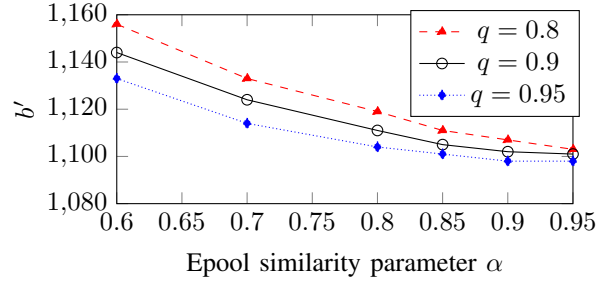 1,160
1,140
1,120
1,100
1,080
b′
q = 0.8
q = 0.9
q = 0.95
0.6 0.65 0.7 0.75 0.8 0.85 0.9 0.95
Epool similarity parameter α